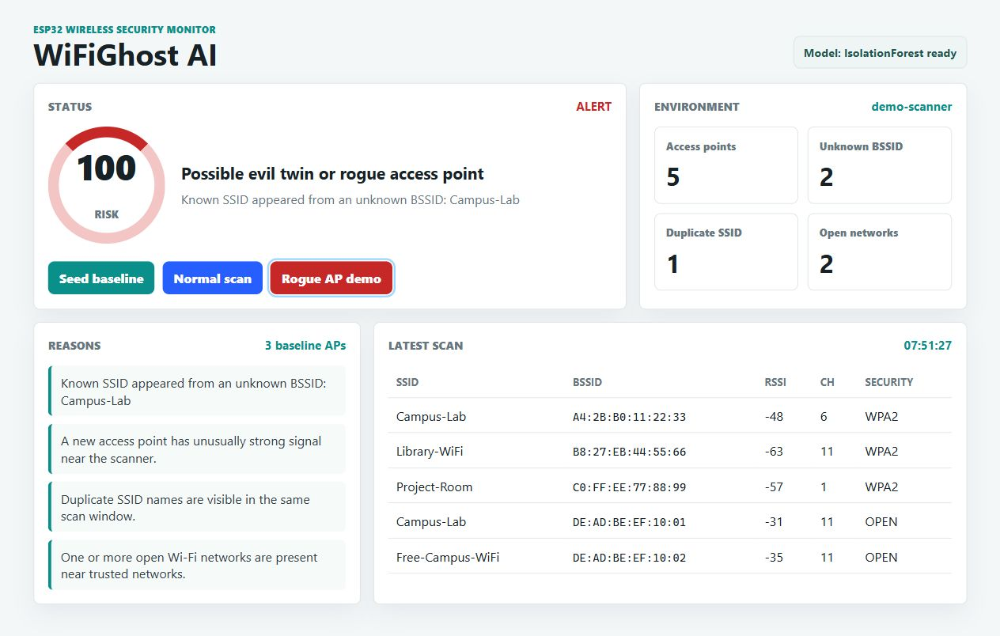 ESP32 WIRELESS SECURITY MONITOR
WiFiGhost AI
Model: IsolationForest ready
STATUS
ALERT
100
RISK
Possible evil twin or rogue access point
Known SSID appeared from an unknown BSSID: Campus-Lab
Seed baseline
Normal scan
Rogue AP demo
ENVIRONMENT
demo-scanner
Access points
5
Unknown BSSID
2
Duplicate SSID
1
Open networks
2
REASONS
3 baseline APs
Known SSID appeared from an unknown BSSID:
Campus-Lab
A new access point has unusually strong signal
near the scanner.
Duplicate SSID names are visible in the same
scan window.
One or more open Wi-Fi networks are present
near trusted networks.
LATEST SCAN
07:51:27
SSID BSSID RSSI CH SECURITY
Campus-Lab A4:2B:B0:11:22:33 -48 6 WPA2
Library-WiFi B8:27:EB:44:55:66 -63 11 WPA2
Project-Room C0:FF:EE:77:88:99 -57 1 WPA2
Campus-Lab DE:AD:BE:EF:10:01 -31 11 OPEN
Free-Campus-WiFi DE:AD:BE:EF:10:02 -35 11 OPEN